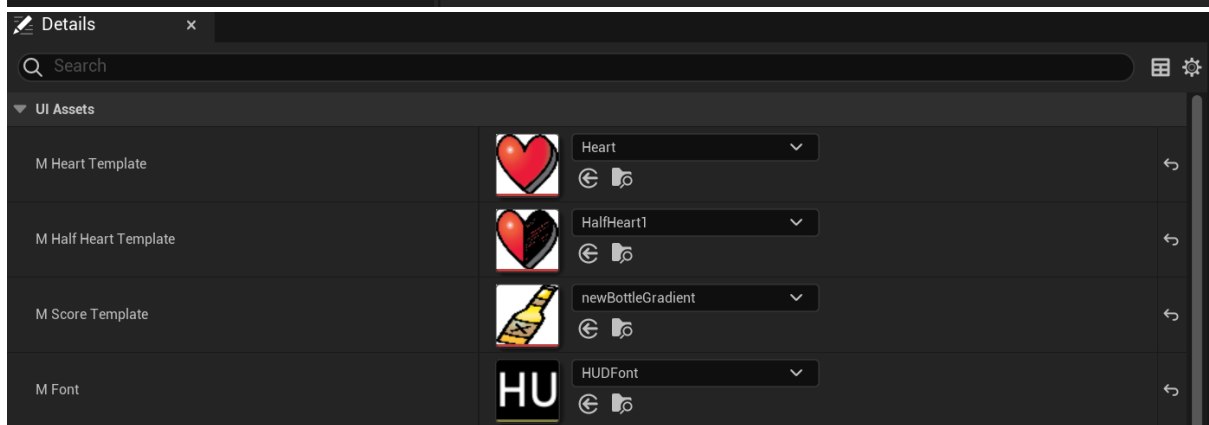 Details
Search
UI Assets
M Heart Template
Heart
M Half Heart Template
HalfHeart1
M Score Template
newBottleGradient
M Font
HU
HUDFont